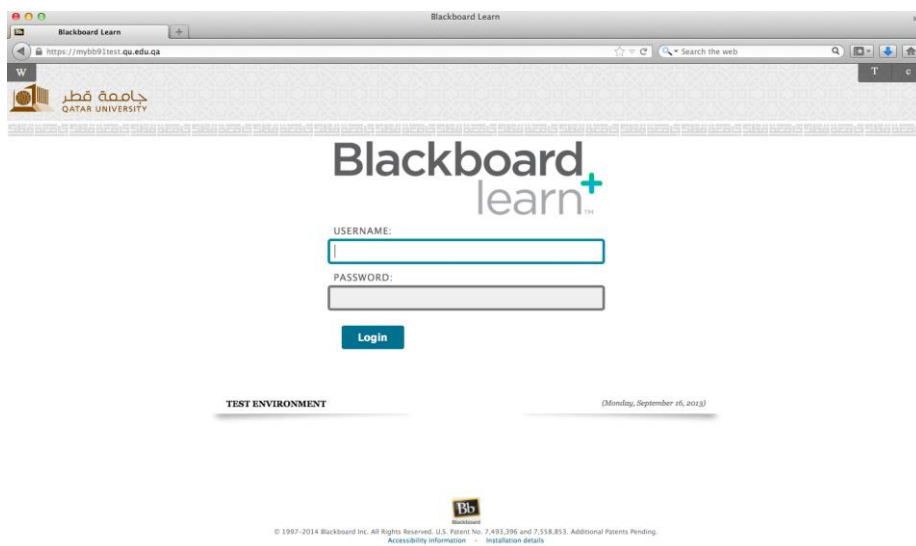 Blackboard Learn
Blackboard Learn
https://mybb91test.qu.edu.qa
Search the web
W
T
c
جامعة قطر
QATAR UNIVERSITY
Blackboard
learn+™
USERNAME:
PASSWORD:
Login
TEST ENVIRONMENT
(Monday, September 16, 2013)
Bb
Blackboard
© 1997-2014 Blackboard Inc. All Rights Reserved. U.S. Patent No. 7,493,396 and 7,558,853. Additional Patents Pending.
Accessibility information - Installation details